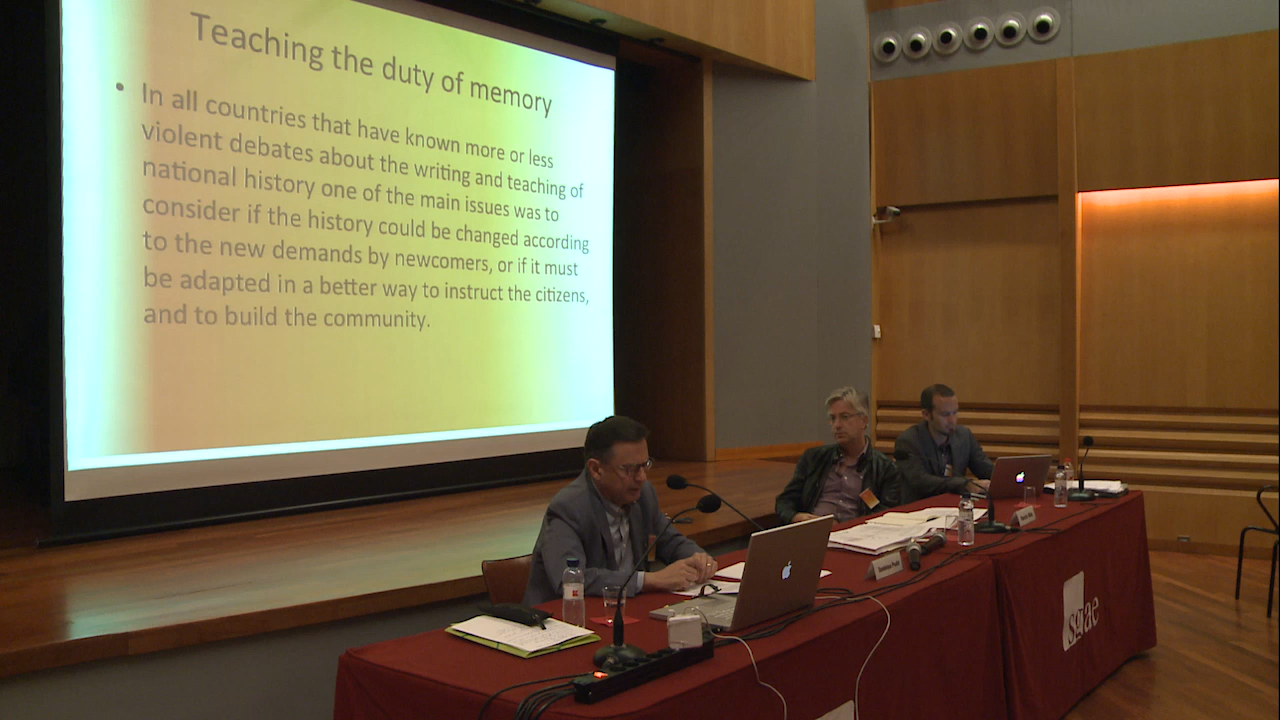 Teaching the duty of memory
• In all countries that have known more or less
violent debates about the writing and teaching of
national history one of the main issues was to
consider if the history could be changed according
to the new demands by newcomers, or if it must
be adapted in a better way to instruct the citizens,
and to build the community.
sgae